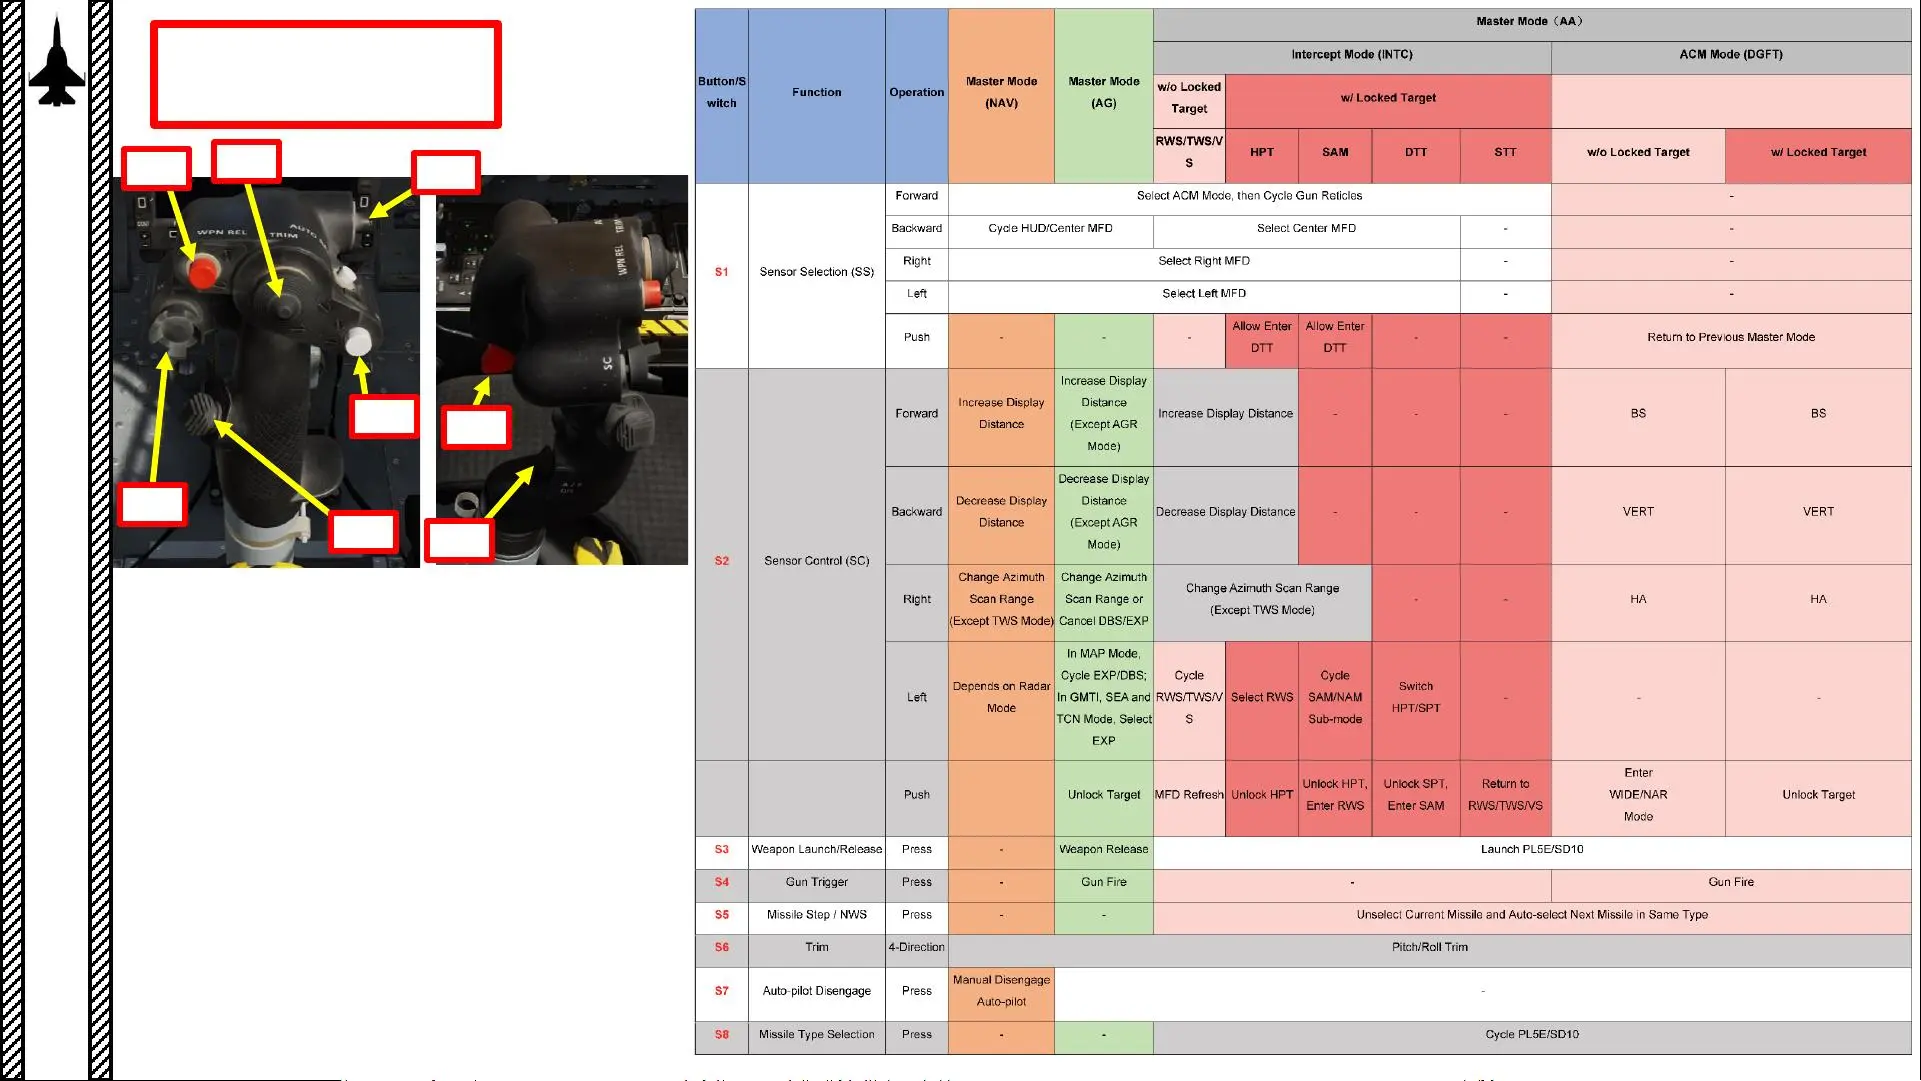 WPN REL
TRIM
WPN REL
TRIM
SC
Button/S
witch
Function
Operation
Master Mode
(NAV)
Master Mode
(AG)
Master Mode（AA）
Intercept Mode (INTC)
ACM Mode (DGFT)
w/o Locked
Target
w/ Locked Target
RWS/TWS/V
S
HPT
SAM
DTT
STT
w/o Locked Target
w/ Locked Target
S1
Sensor Selection (SS)
Forward
Select ACM Mode, then Cycle Gun Reticles
-
Backward
Cycle HUD/Center MFD
Select Center MFD
-
-
Right
Select Right MFD
-
-
Left
Select Left MFD
-
-
Push
-
-
-
Allow Enter
DTT
Allow Enter
DTT
-
-
Return to Previous Master Mode
S2
Sensor Control (SC)
Forward
Increase Display
Distance
Increase Display
Distance
(Except AGR
Mode)
Increase Display Distance
-
-
-
BS
BS
Backward
Decrease Display
Distance
Decrease Display
Distance
(Except AGR
Mode)
Decrease Display Distance
-
-
-
VERT
VERT
Right
Change Azimuth
Scan Range
(Except TWS Mode)
Change Azimuth
Scan Range or
Cancel DBS/EXP
Change Azimuth Scan Range
(Except TWS Mode)
-
-
HA
HA
Left
Depends on Radar
Mode
In MAP Mode,
Cycle EXP/DBS;
In GMTI, SEA and
TCN Mode, Select
EXP
Cycle
RWS/TWS/V
S
Select RWS
Cycle
SAM/NAM
Sub-mode
Switch
HPT/SPT
-
-
-
Push
Unlock Target
MFD Refresh
Unlock HPT
Unlock HPT,
Enter RWS
Unlock SPT,
Enter SAM
Return to
RWS/TWS/VS
Enter
WIDE/NAR
Mode
Unlock Target
S3
Weapon Launch/Release
Press
-
Weapon Release
Launch PL5E/SD10
S4
Gun Trigger
Press
-
Gun Fire
-
Gun Fire
S5
Missile Step / NWS
Press
-
-
Unselect Current Missile and Auto-select Next Missile in Same Type
S6
Trim
4-Direction
Pitch/Roll Trim
S7
Auto-pilot Disengage
Press
Manual Disengage
Auto-pilot
-
S8
Missile Type Selection
Press
-
-
Cycle PL5E/SD10